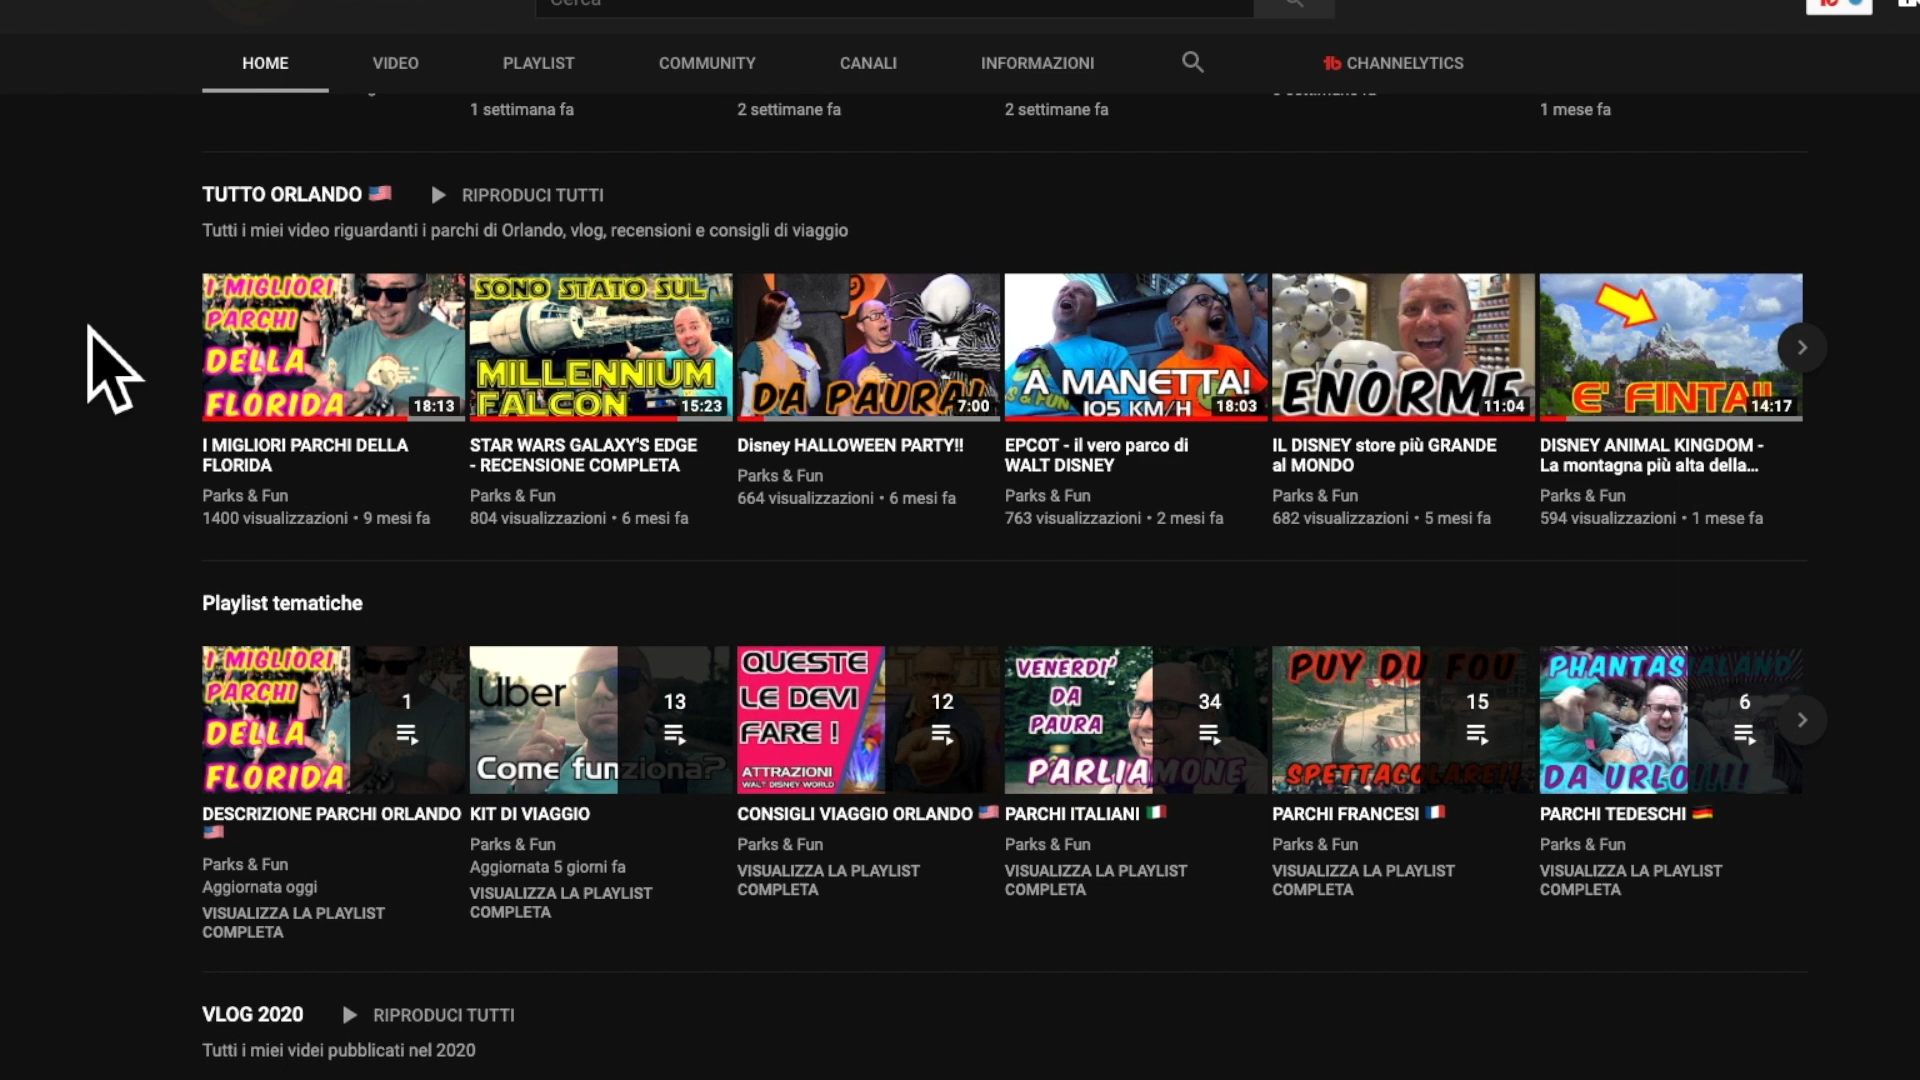 Cerca
HOME
VIDEO
PLAYLIST
COMMUNITY
CANALI
INFORMAZIONI
CHANNELYTICS
1 settimana fa
2 settimane fa
2 settimane fa
1 mese fa
TUTTO ORLANDO 🇺🇸
RIPRODUCI TUTTI
Tutti i miei video riguardanti i parchi di Orlando, vlog, recensioni e consigli di viaggio
I MIGLIORI
PARCHI
DELLA
FLORIDA
18:13
SONO STATO SUL
MILLENNIUM
FALCON
15:23
DA PAURA!
7:00
A MANETTA!
105 KM/H
18:03
ENORME
11:04
E' FINTA!!
14:17
I MIGLIORI PARCHI DELLA
FLORIDA
Parks & Fun
1400 visualizzazioni • 9 mesi fa
STAR WARS GALAXY'S EDGE
- RECENSIONE COMPLETA
Parks & Fun
804 visualizzazioni • 6 mesi fa
Disney HALLOWEEN PARTY!!
Parks & Fun
664 visualizzazioni • 6 mesi fa
EPCOT - il vero parco di
WALT DISNEY
Parks & Fun
763 visualizzazioni • 2 mesi fa
IL DISNEY store più GRANDE
al MONDO
Parks & Fun
682 visualizzazioni • 5 mesi fa
DISNEY ANIMAL KINGDOM -
La montagna più alta della...
Parks & Fun
594 visualizzazioni • 1 mese fa
Playlist tematiche
I MIGLIORI
PARCHI
DELLA
FLORIDA
1
Uber
Come funziona?
13
QUESTE
LE DEVI
FARE !
ATTRAZIONI
WALT DISNEY WORLD
12
VENERDI'
DA
PAURA
PARLIAMONE
34
PUY DU FOU
SPETTACOLARE!!
15
PHANTASIALAND
DA URLO!!!!
6
DESCRIZIONE PARCHI ORLANDO
🇺🇸
Parks & Fun
Aggiornata oggi
VISUALIZZA LA PLAYLIST
COMPLETA
KIT DI VIAGGIO
Parks & Fun
Aggiornata 5 giorni fa
VISUALIZZA LA PLAYLIST
COMPLETA
CONSIGLI VIAGGIO ORLANDO 🇺🇸
Parks & Fun
VISUALIZZA LA PLAYLIST
COMPLETA
PARCHI ITALIANI 🇮🇹
Parks & Fun
VISUALIZZA LA PLAYLIST
COMPLETA
PARCHI FRANCESI 🇫🇷
Parks & Fun
VISUALIZZA LA PLAYLIST
COMPLETA
PARCHI TEDESCHI 🇩🇪
Parks & Fun
VISUALIZZA LA PLAYLIST
COMPLETA
VLOG 2020
RIPRODUCI TUTTI
Tutti i miei videi pubblicati nel 2020